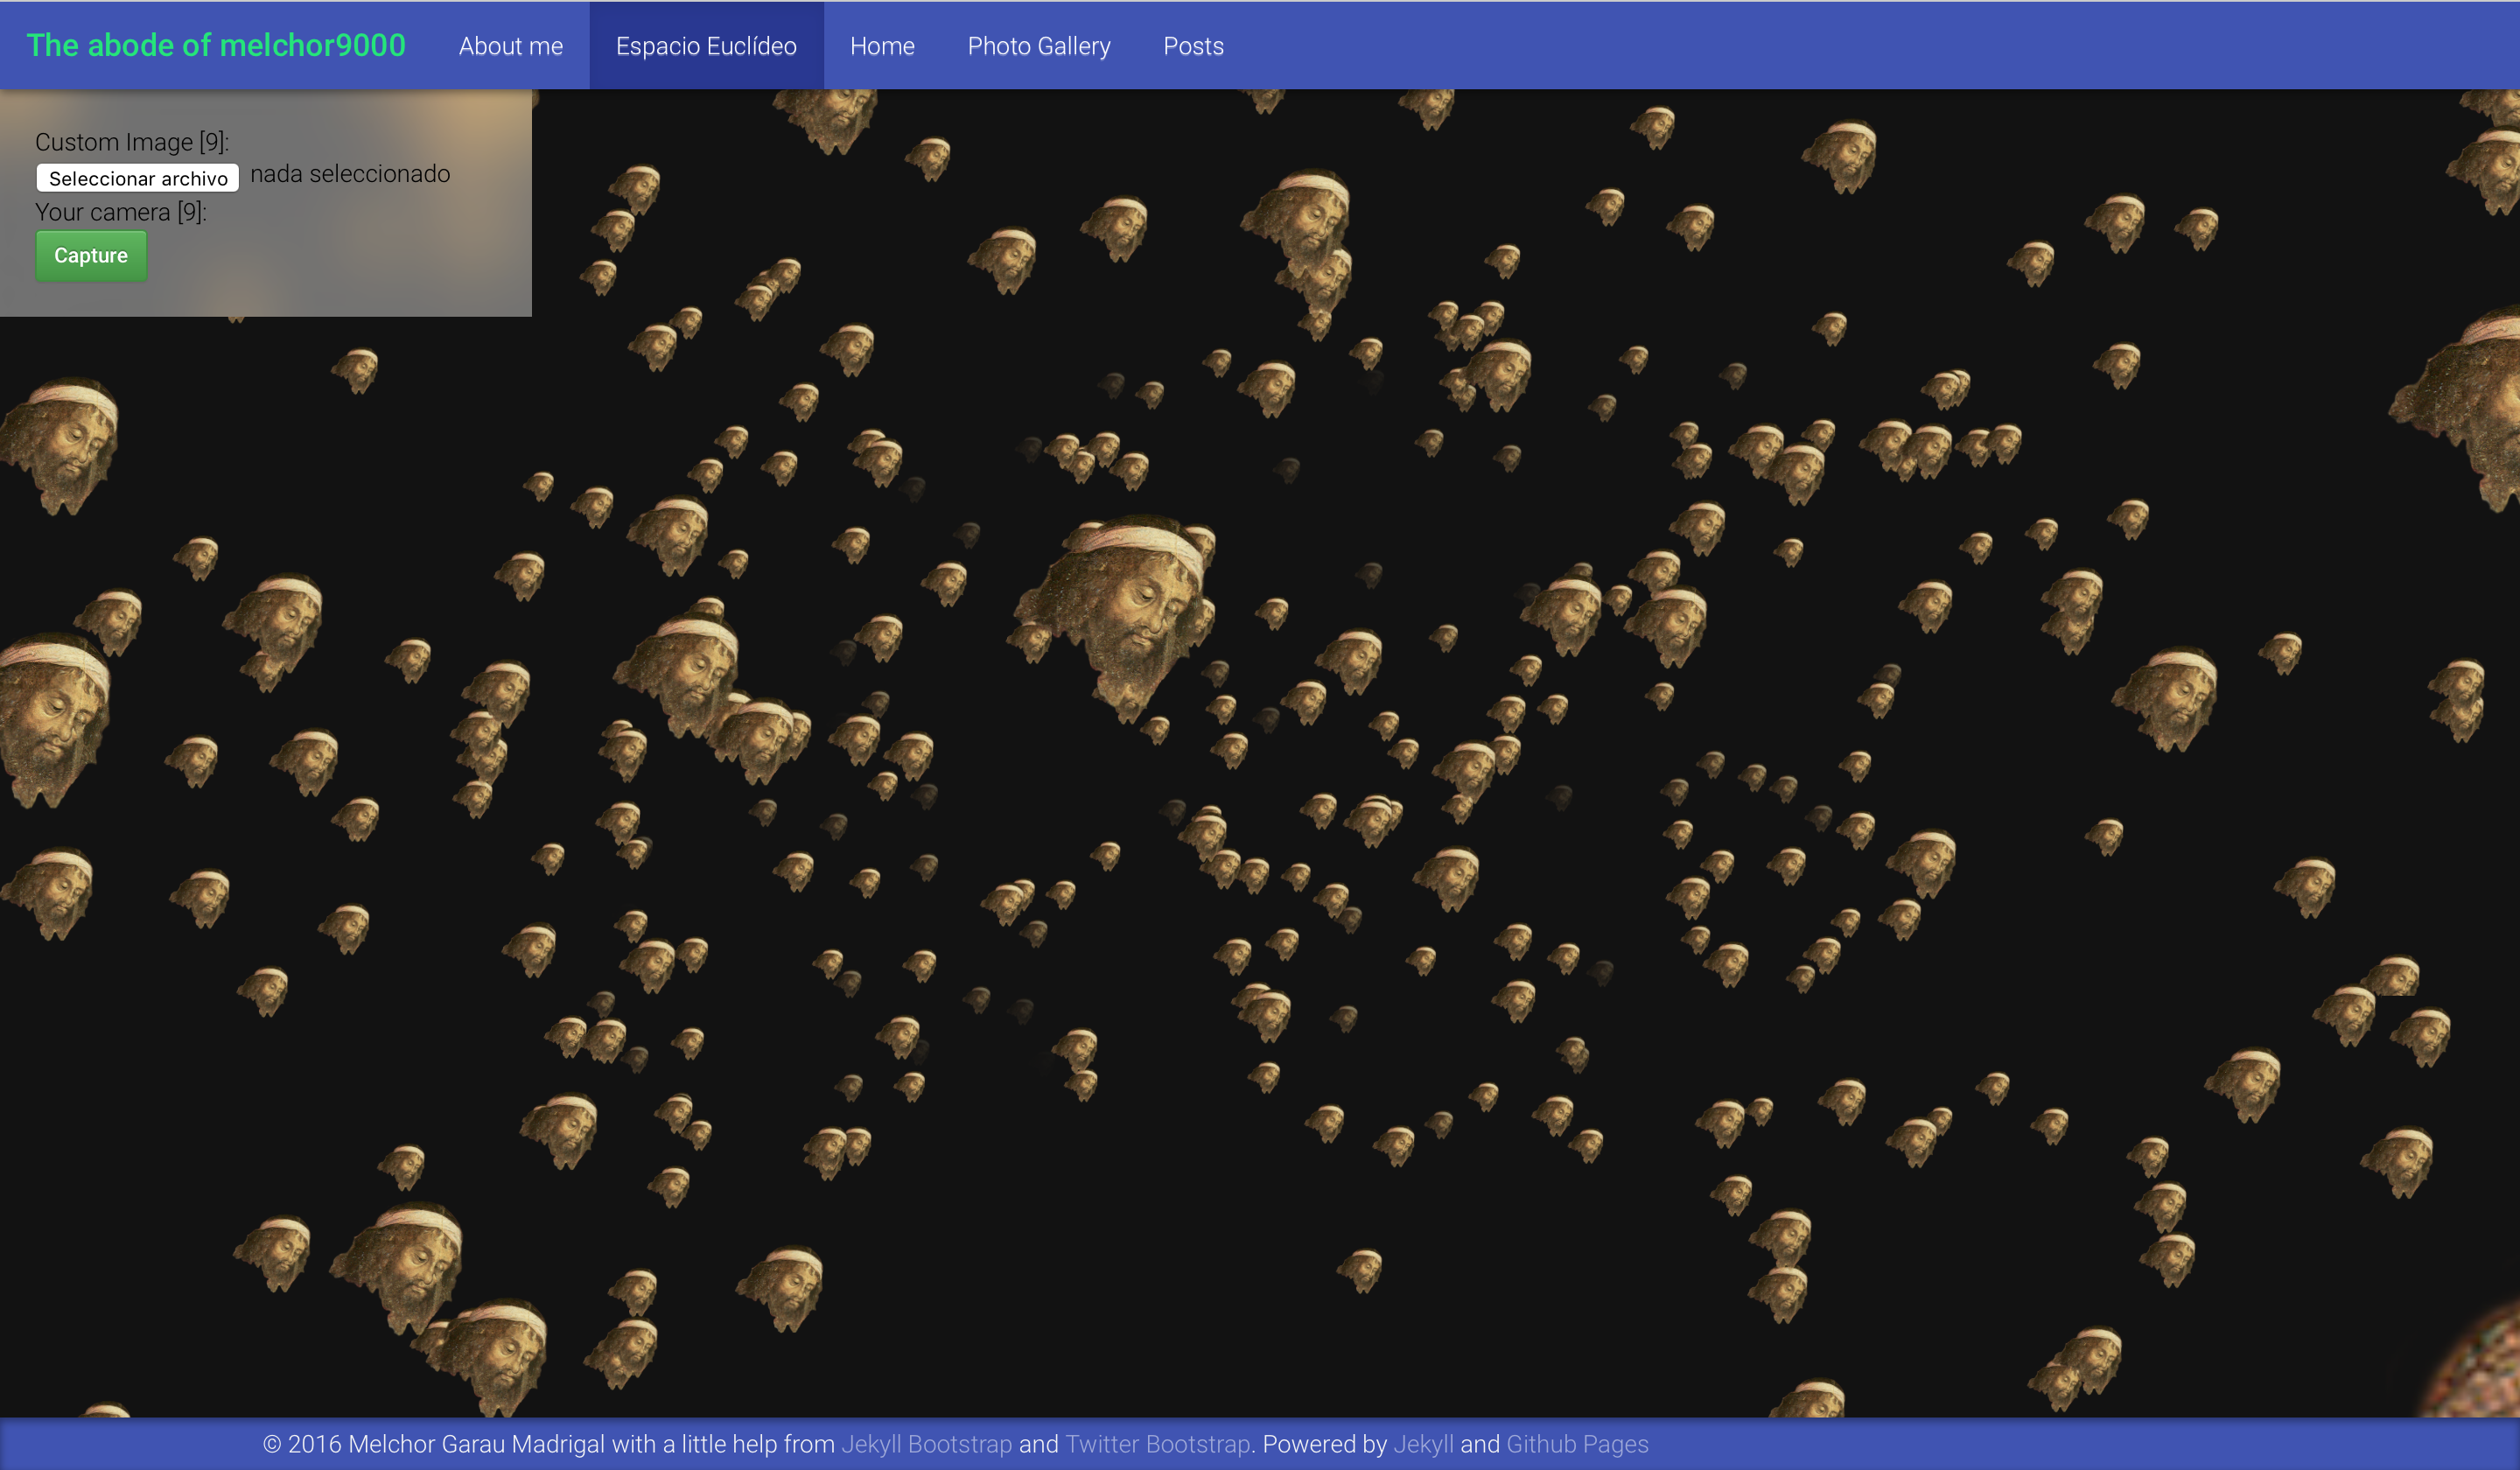 The abode of melchor9000 About me Espacio Euclídeo Home Photo Gallery Posts
Custom Image [9]:
Seleccionar archivo nada seleccionado
Your camera [9]:
Capture
© 2016 Melchor Garau Madrigal with a little help from Jekyll Bootstrap and Twitter Bootstrap. Powered by Jekyll and Github Pages